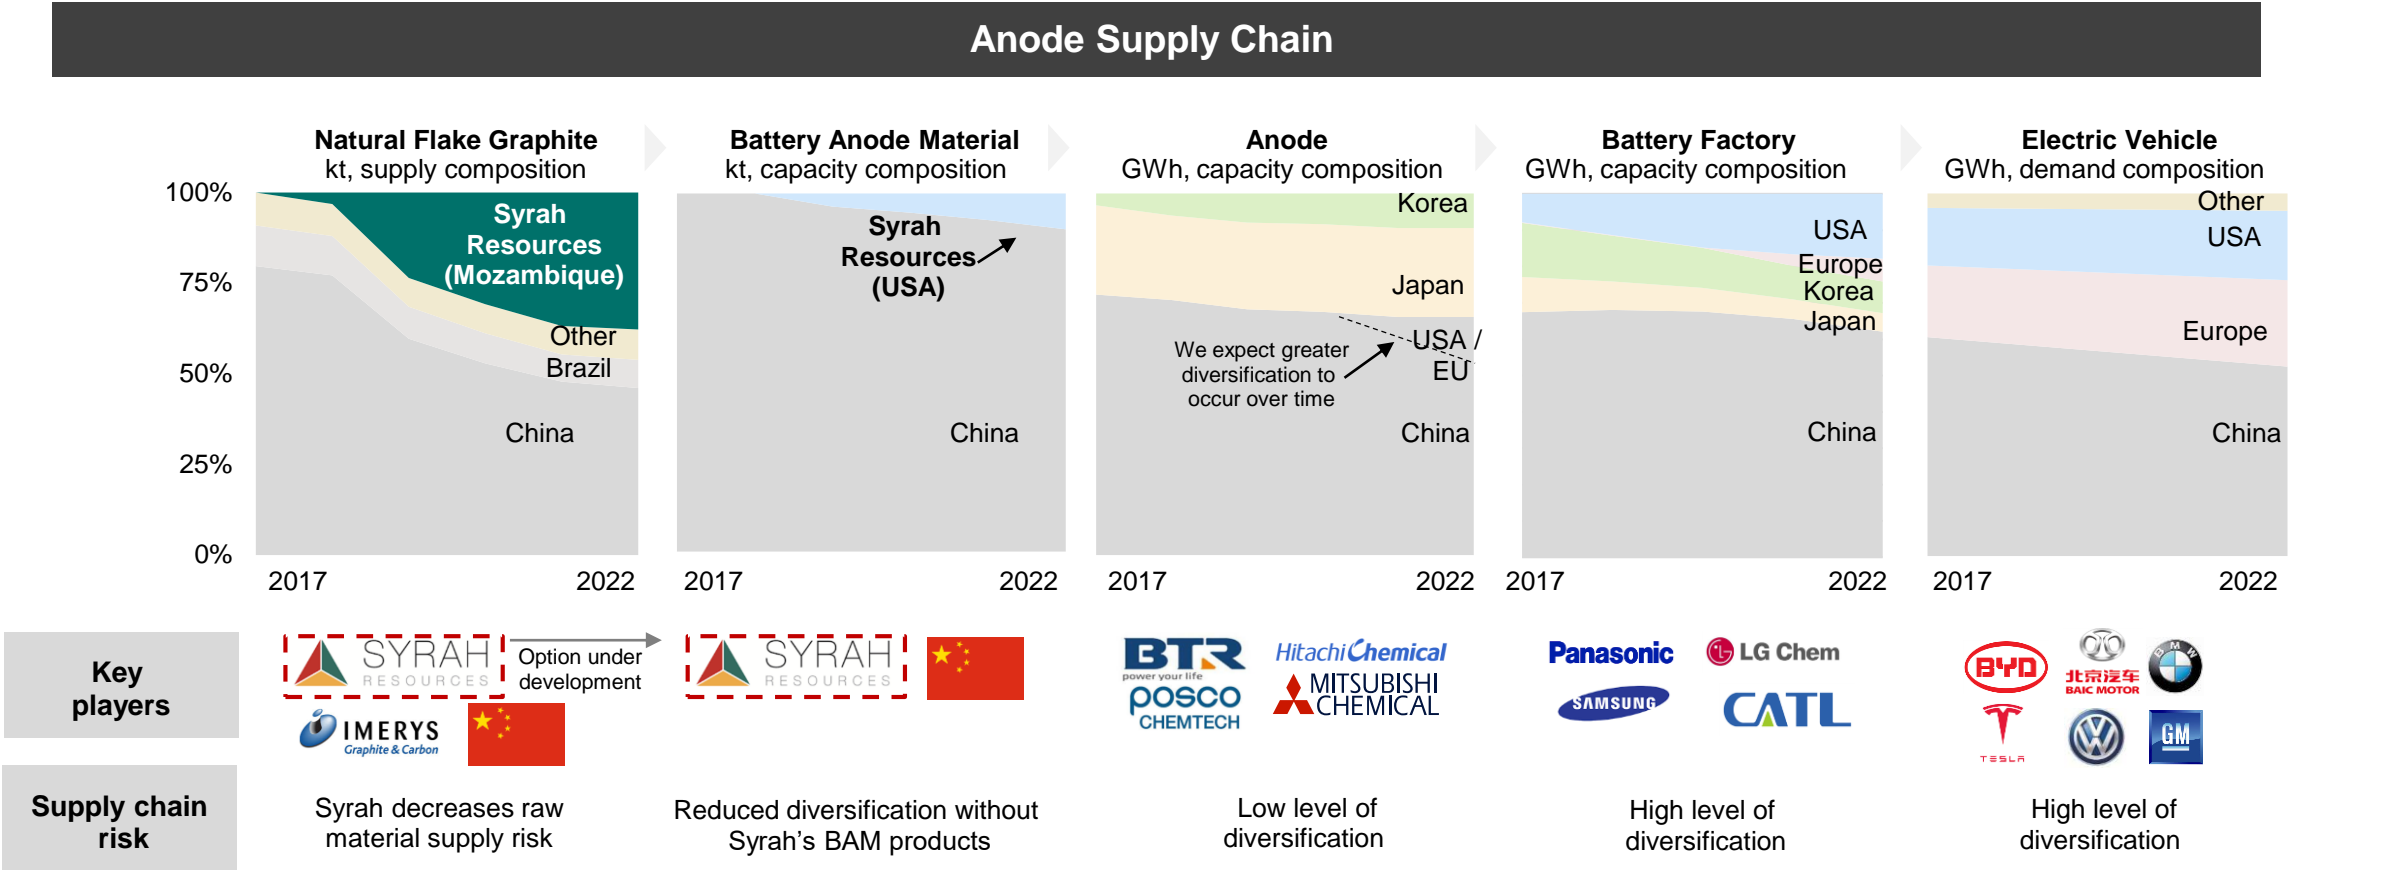 Anode Supply Chain
Natural Flake Graphite
kt, supply composition
Battery Anode Material
kt, capacity composition
Anode
GWh, capacity composition
Battery Factory
GWh, capacity composition
Electric Vehicle
GWh, demand composition
100%
75%
50%
25%
0%
Syrah
Resources
(Mozambique)
Other
Brazil
China
2017
2022
Syrah
Resources
(USA)
China
2017
2022
Korea
Japan
USA /
EU
We expect greater
diversification to
occur over time
China
2017
2022
USA
Europe
Korea
Japan
China
2017
2022
Other
USA
Europe
China
2017
2022
Key
players
SYRAH
RESOURCES
Option under
development
IMERYS
Graphite & Carbon
SYRAH
RESOURCES
BTR
power your life
Hitachi Chemical
posco
CHEMTECH
MITSUBISHI
CHEMICAL
Panasonic
LG Chem
SAMSUNG
CATL
BYD
北京汽车
BAIC MOTOR
BMW
TESLA
VW
GM
Supply chain
risk
Syrah decreases raw
material supply risk
Reduced diversification without
Syrah's BAM products
Low level of
diversification
High level of
diversification
High level of
diversification